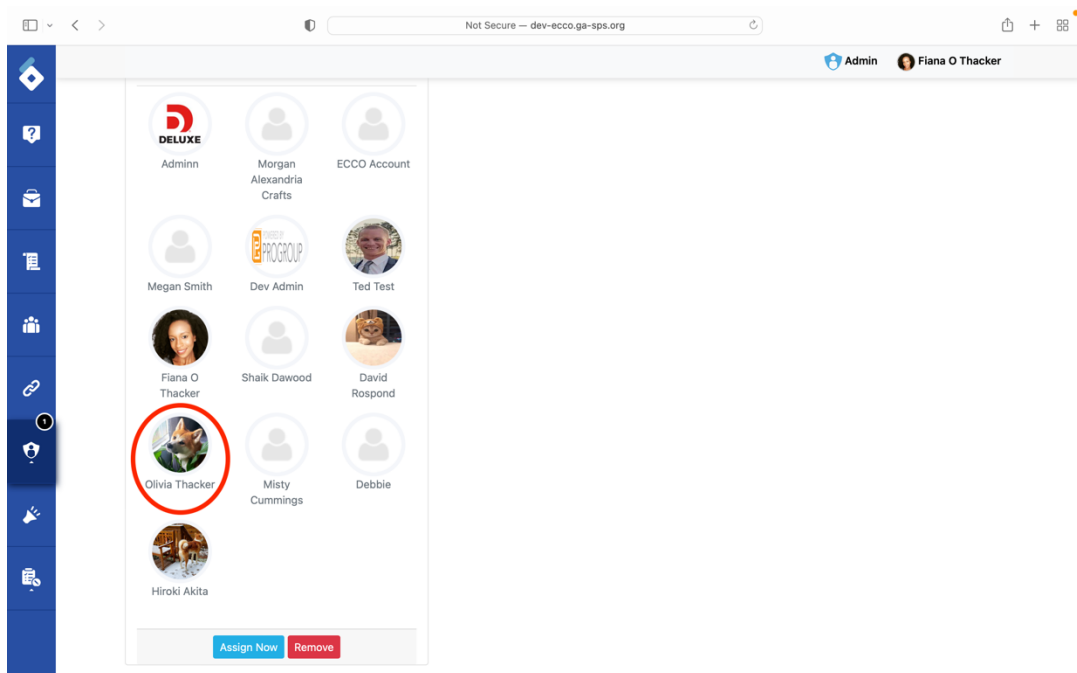 Not Secure — dev-ecco.ga-sps.org
Admin
Fiana O Thacker
DELUXE
Adminn
Morgan
Alexandria
Crafts
ECCO Account
Megan Smith
PROGROUP
Dev Admin
Ted Test
Fiana O
Thacker
Shaik Dawood
David
Rospond
1
Olivia Thacker
Misty
Cummings
Debbie
Hiroki Akita
Assign Now
Remove